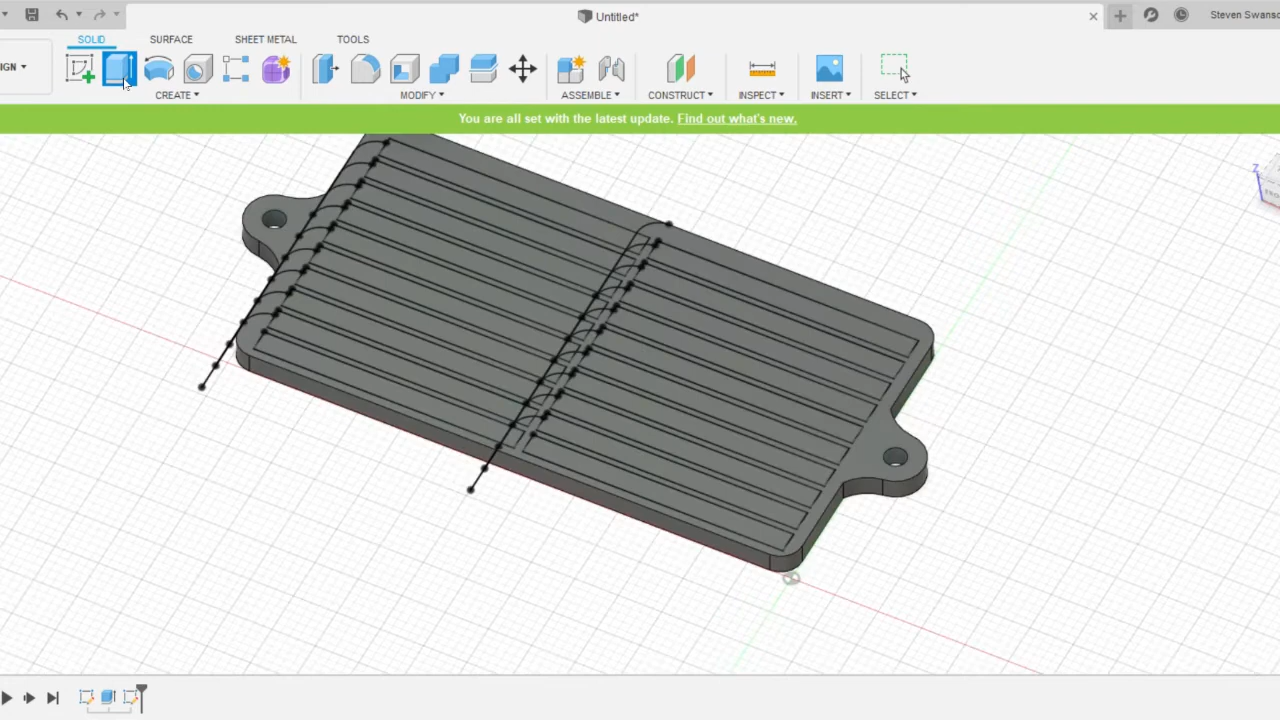 Untitled*
Steven Swanso
SOLID SURFACE SHEET METAL TOOLS
IGN ▾
CREATE ▾ MODIFY ▾ ASSEMBLE ▾ CONSTRUCT ▾ INSPECT ▾ INSERT ▾ SELECT ▾
You are all set with the latest update. Find out what's new.
Z